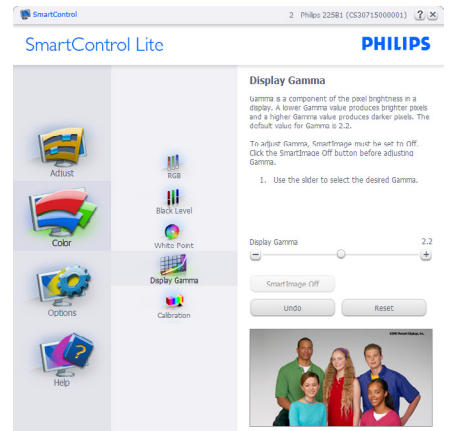 SmartControl
2 Philips 225B1 (CS30715000001) ? ×
SmartControl Lite
PHILIPS
Display Gamma
Gamma is a component of the pixel brightness in a
display. A lower Gamma value produces brighter pixels
and a higher Gamma value produces darker pixels. The
default value for Gamma is 2.2.
To adjust Gamma, SmartImage must be set to Off.
Click the SmartImage Off button before adjusting
Gamma.
1. Use the slider to select the desired Gamma.
Adjust
RGB
Black Level
Color
White Point
Display Gamma
Options
Calibration
Help
Display Gamma 2.2
SmartImage Off
Undo
Reset